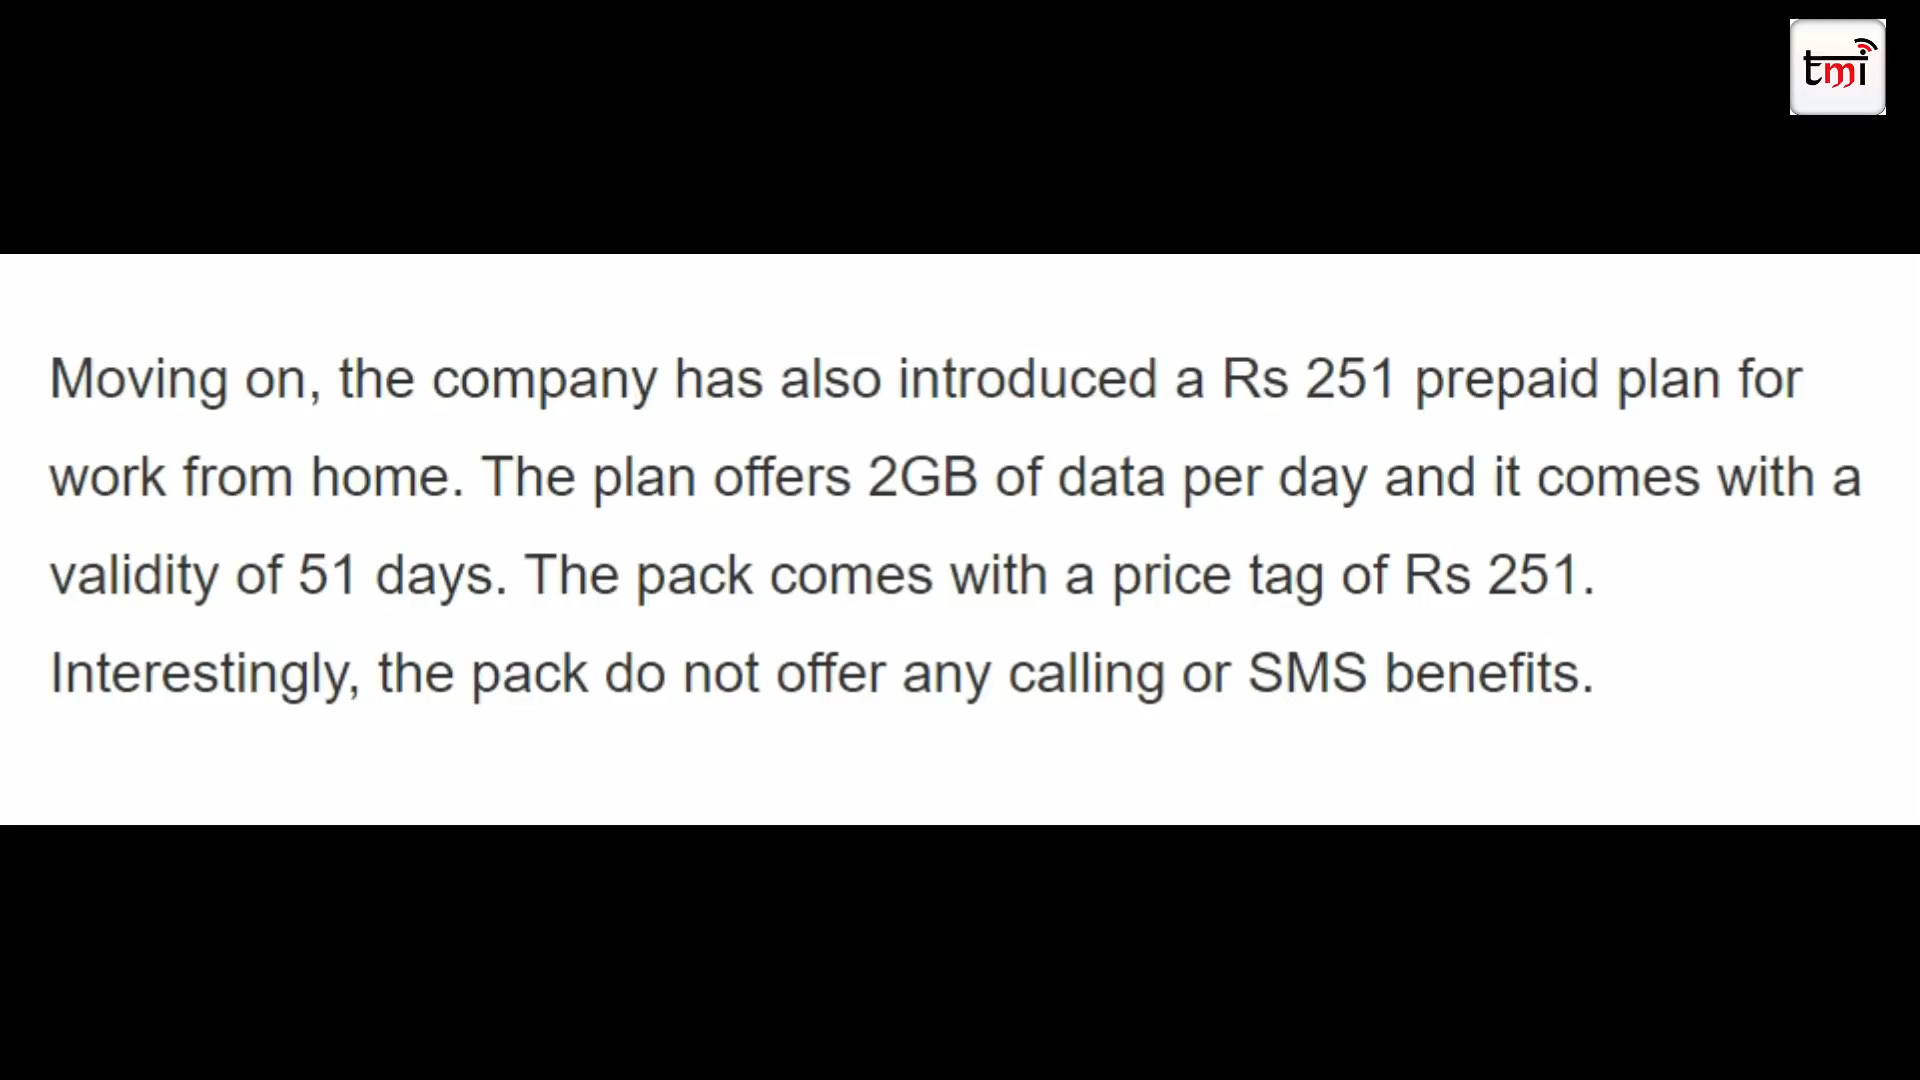 tmi
Moving on, the company has also introduced a Rs 251 prepaid plan for
work from home. The plan offers 2GB of data per day and it comes with a
validity of 51 days. The pack comes with a price tag of Rs 251.
Interestingly, the pack do not offer any calling or SMS benefits.